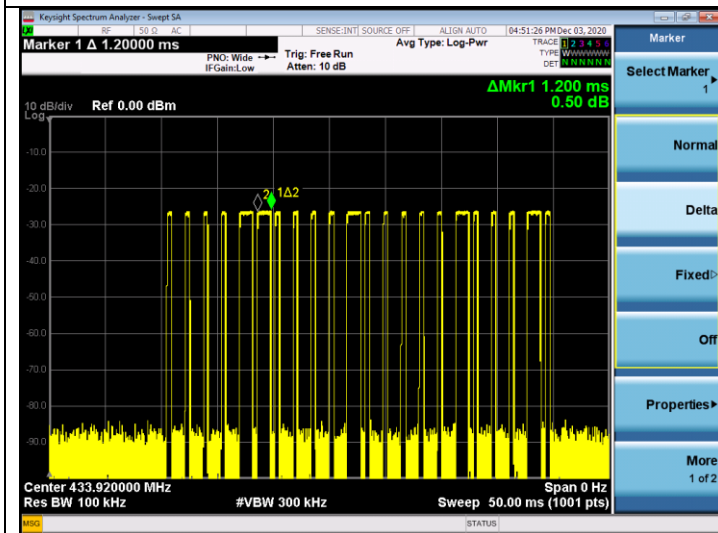 Keysight Spectrum Analyzer - Swept SA
RF 50 Ω AC SENSE:INT SOURCE OFF ALIGN AUTO 04:51:26 PM Dec 03, 2020
Marker 1 Δ 1.20000 ms
PNO: Wide
IFGain:Low
Trig: Free Run
Atten: 10 dB
Avg Type: Log-Pwr
TRACE 1 2 3 4 5 6
TYPE WWWWWW
DET N N N N N N
ΔMkr1 1.200 ms
0.50 dB
10 dB/div Ref 0.00 dBm
Log
-10.0
-20.0
-30.0
-40.0
-50.0
-60.0
-70.0
-80.0
-90.0
2 1Δ2
Center 433.920000 MHz
Span 0 Hz
Res BW 100 kHz
#VBW 300 kHz
Sweep 50.00 ms (1001 pts)
MSG
STATUS
Marker
Select Marker
1
Normal
Delta
Fixed
Off
Properties
More
1 of 2